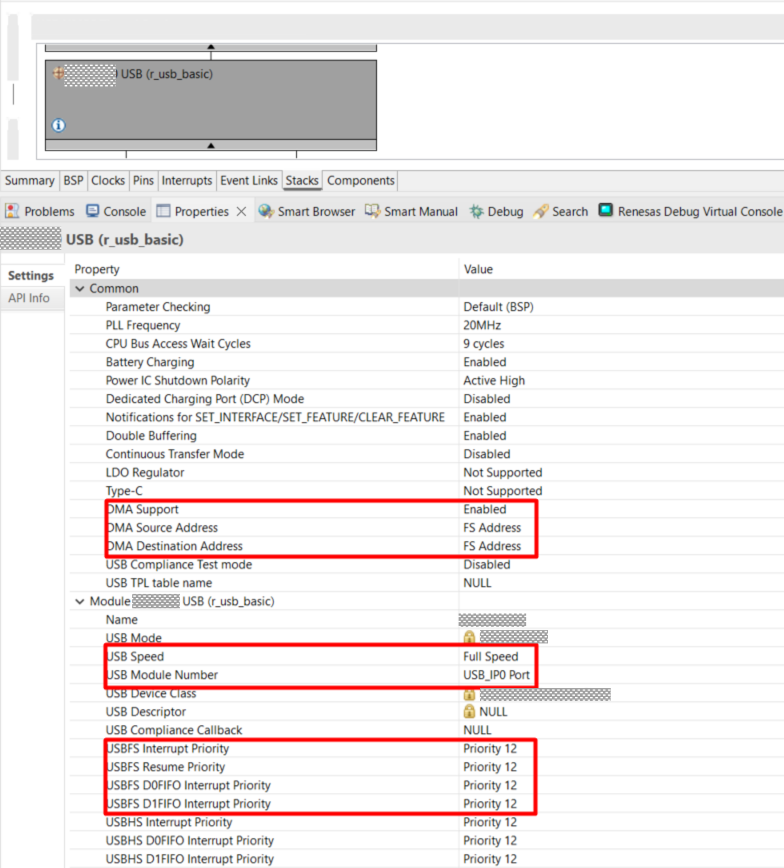 USB (r_usb_basic)
Summary BSP Clocks Pins Interrupts Event Links Stacks Components
Problems Console Properties Smart Browser Smart Manual Debug Search Renesas Debug Virtual Console
USB (r_usb_basic)
Settings
API Info
Property Value
Common
Parameter Checking Default (BSP)
PLL Frequency 20MHz
CPU Bus Access Wait Cycles 9 cycles
Battery Charging Enabled
Power IC Shutdown Polarity Active High
Dedicated Charging Port (DCP) Mode Disabled
Notifications for SET_INTERFACE/SET_FEATURE/CLEAR_FEATURE Enabled
Double Buffering Enabled
Continuous Transfer Mode Disabled
LDO Regulator Not Supported
Type-C Not Supported
DMA Support Enabled
DMA Source Address FS Address
DMA Destination Address FS Address
USB Compliance Test mode Disabled
USB TPL table name NULL
Module USB (r_usb_basic)
Name
USB Mode
USB Speed Full Speed
USB Module Number USB_IP0 Port
USB Device Class
USB Descriptor NULL
USB Compliance Callback NULL
USBFS Interrupt Priority Priority 12
USBFS Resume Priority Priority 12
USBFS D0FIFO Interrupt Priority Priority 12
USBFS D1FIFO Interrupt Priority Priority 12
USBHS Interrupt Priority Priority 12
USBHS D0FIFO Interrupt Priority Priority 12
USBHS D1FIFO Interrupt Priority Priority 12